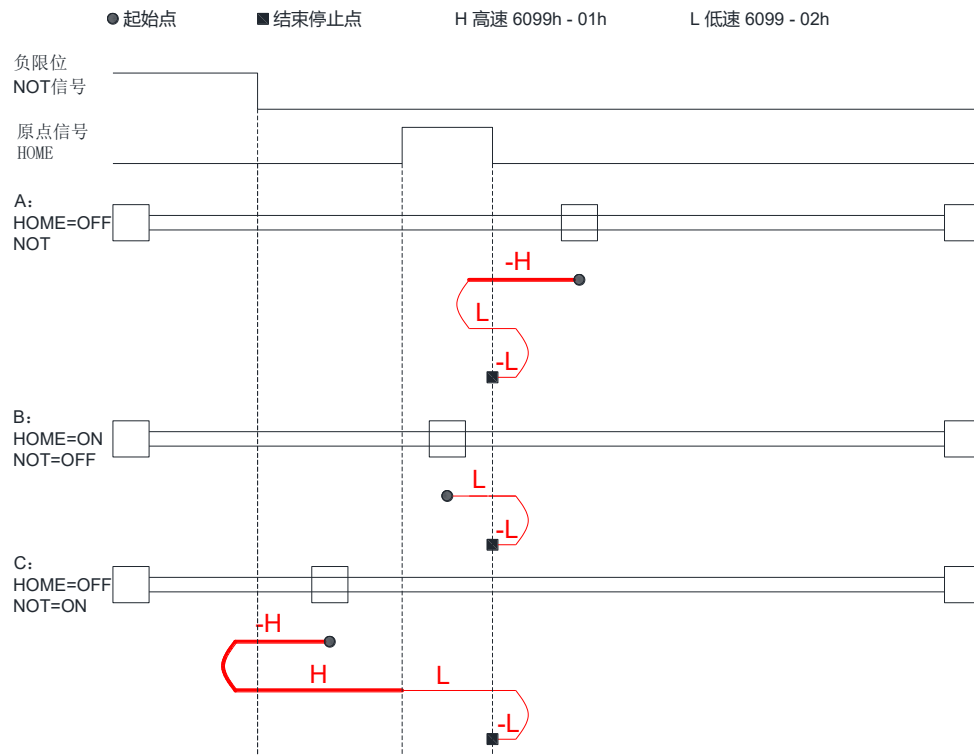 起始点 结束停止点 H 高速 6099h - 01h L 低速 6099 - 02h
负限位
NOT信号
原点信号
HOME
A:
HOME=OFF
NOT
-H
L
-L
B:
HOME=ON
NOT=OFF
L
-L
C:
HOME=OFF
NOT=ON
-H
H L
-L